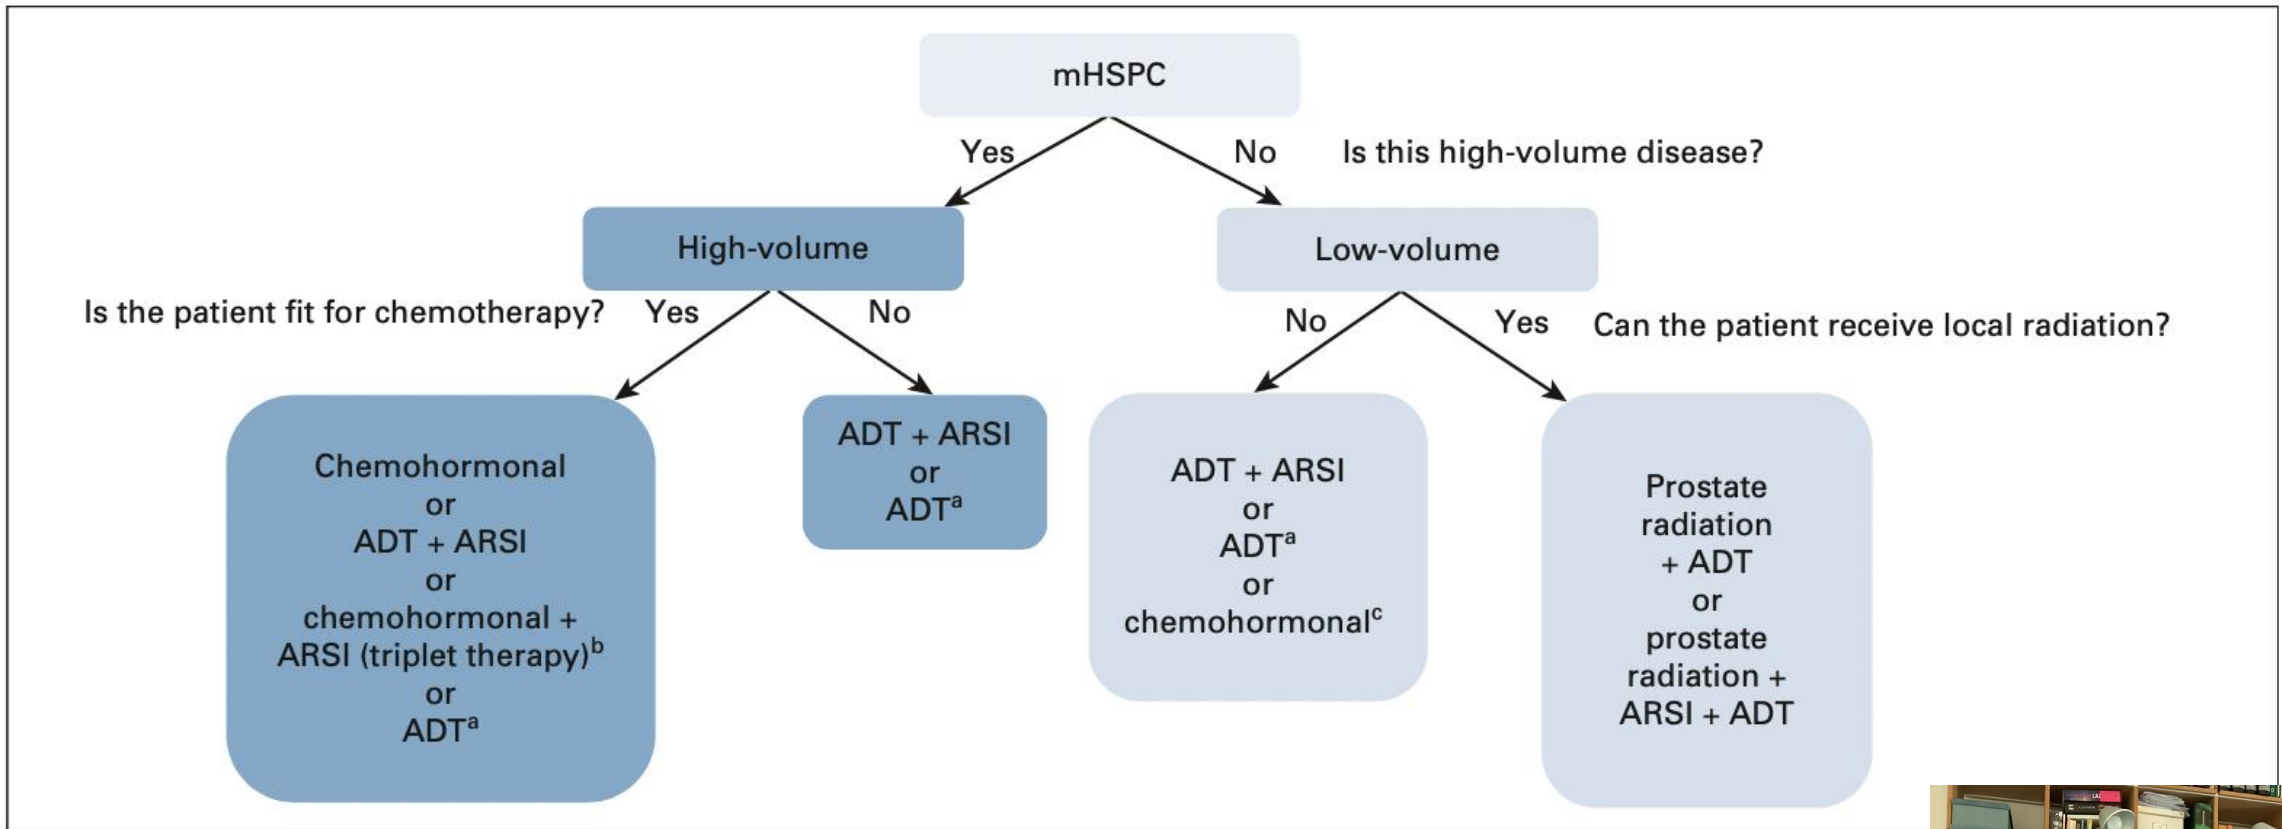 mHSPC
Yes
No
Is this high-volume disease?
High-volume
Low-volume
Is the patient fit for chemotherapy?
Yes
No
No
Yes
Can the patient receive local radiation?
Chemohormonal
or
ADT + ARSI
or
chemohormonal +
ARSI (triplet therapy)ᵇ
or
ADTᵃ
ADT + ARSI
or
ADTᵃ
ADT + ARSI
or
ADTᵃ
or
chemohormonalᶜ
Prostate
radiation
+ ADT
or
prostate
radiation +
ARSI + ADT